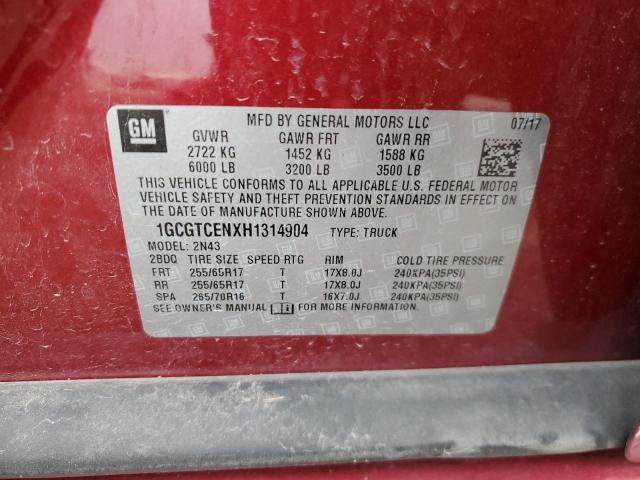 GM
MFD BY GENERAL MOTORS LLC 07/17
GVWR GAWR FRT GAWR RR
2722 KG 1452 KG 1588 KG
6000 LB 3200 LB 3500 LB
THIS VEHICLE CONFORMS TO ALL APPLICABLE U.S. FEDERAL MOTOR
VEHICLE SAFETY AND THEFT PREVENTION STANDARDS IN EFFECT ON
THE DATE OF MANUFACTURE SHOWN ABOVE.
1GCGTCENXH1314904 TYPE: TRUCK
MODEL: 2N43
2BDQ TIRE SIZE SPEED RTG RIM COLD TIRE PRESSURE
FRT 255/65R17 T 17X8.0J 240KPA(35PSI)
RR 255/65R17 T 17X8.0J 240KPA(35PSI)
SPA 265/70R16 T 16X7.0J 240KPA(35PSI)
SEE OWNER'S MANUAL FOR MORE INFORMATION.